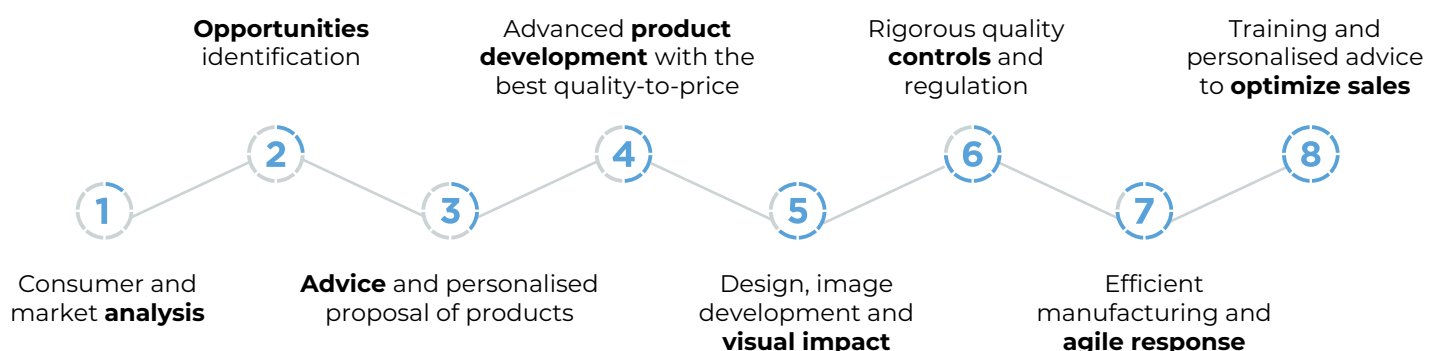 1
Consumer and
market analysis
2
Opportunities
identification
3
Advice and personalised
proposal of products
4
Advanced product
development with the
best quality-to-price
5
Design, image
development and
visual impact
6
Rigorous quality
controls and
regulation
7
Efficient
manufacturing and
agile response
8
Training and
personalised advice
to optimize sales